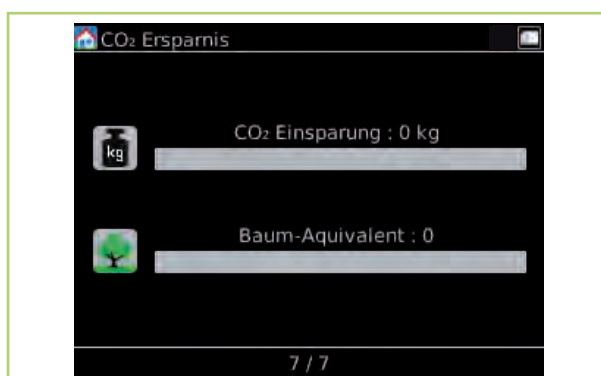 CO₂ Ersparnis
kg
CO₂ Einsparung : 0 kg
Baum-Aquivalent : 0
7 / 7